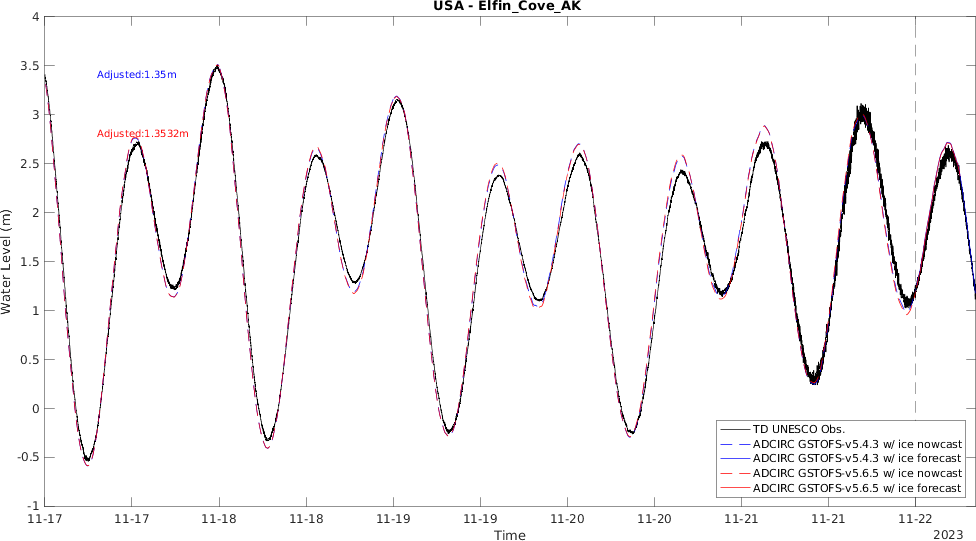 USA - Elfin_Cove_AK
4
3.5
3
2.5
2
1.5
1
0.5
0
-0.5
-1
Water Level (m)
Adjusted:1.35m
Adjusted:1.3532m
TD UNESCO Obs.
ADCIRC GSTOFS-v5.4.3 w/ ice nowcast
ADCIRC GSTOFS-v5.4.3 w/ ice forecast
ADCIRC GSTOFS-v5.6.5 w/ ice nowcast
ADCIRC GSTOFS-v5.6.5 w/ ice forecast
11-17 11-17 11-18 11-18 11-19 11-19 11-20 11-20 11-21 11-21 11-22
Time
2023